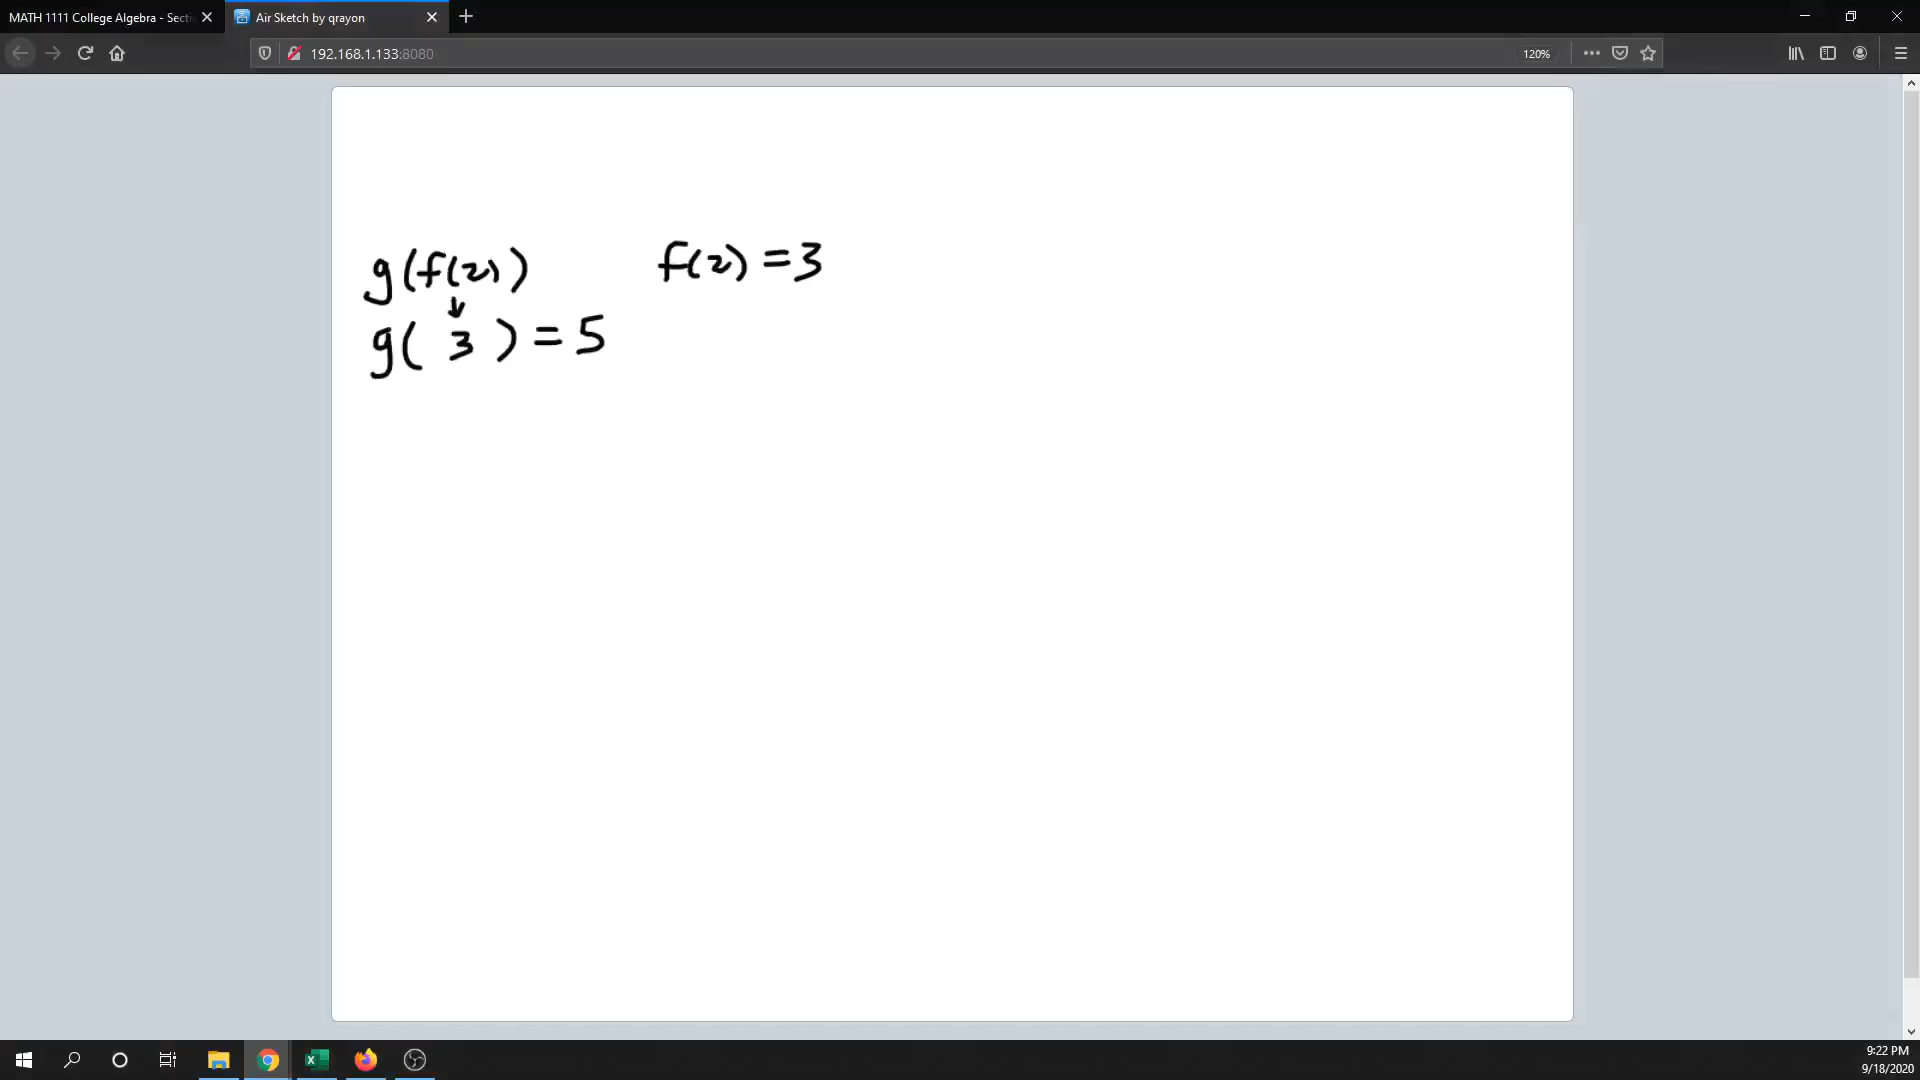 MATH 1111 College Algebra - Secti
Air Sketch by qrayon
192.168.1.133:8080
120%
g(f(2)) f(2) = 3
g( 3 ) = 5
9:22 PM
9/18/2020